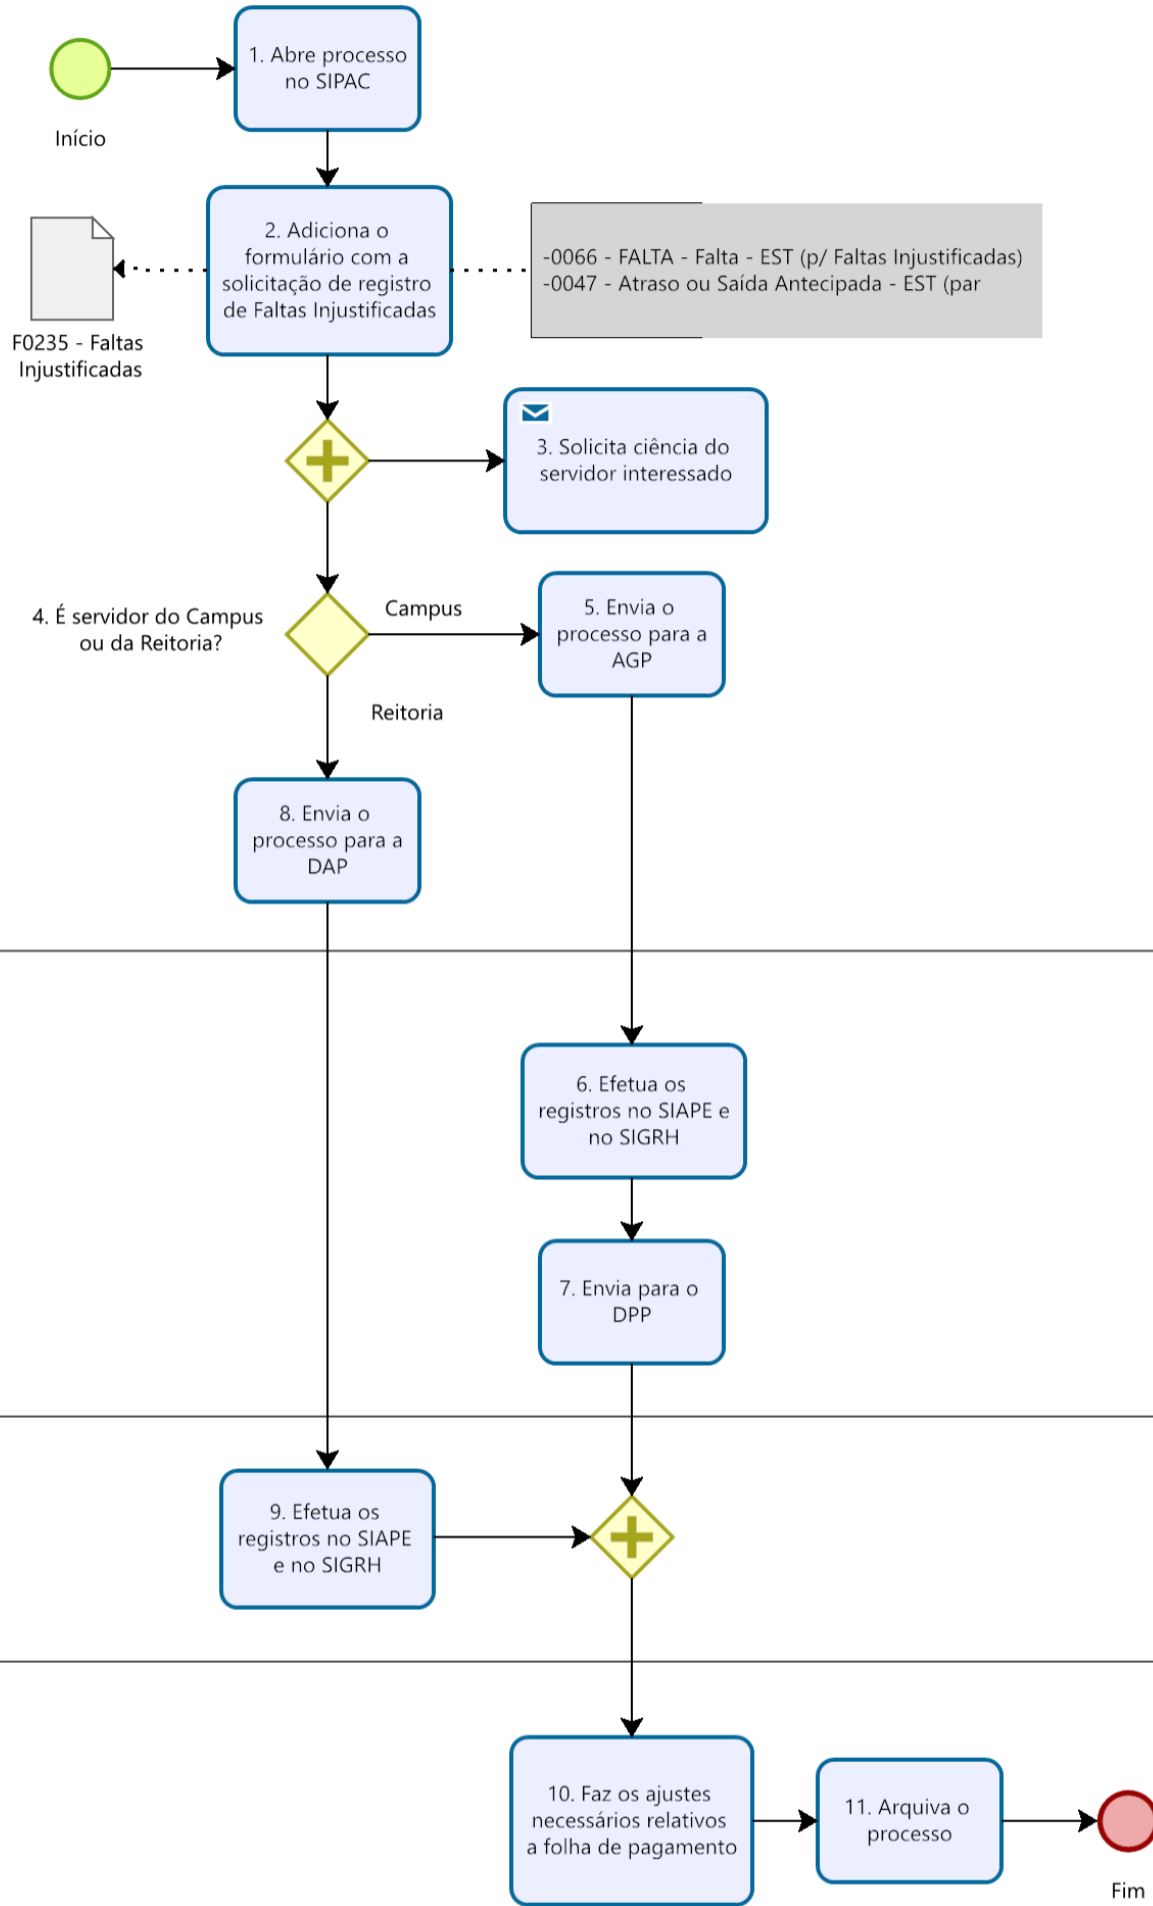 1. Abre processo
no SIPAC
Início
2. Adiciona o
formulário com a
solicitação de registro
de Faltas Injustificadas
-0066 - FALTA - Falta - EST (p/ Faltas Injustificadas)
-0047 - Atraso ou Saída Antecipada - EST (par
F0235 - Faltas
Injustificadas
3. Solicita ciência do
servidor interessado
4. É servidor do Campus
ou da Reitoria?
Campus
5. Envia o
processo para a
AGP
Reitoria
8. Envia o
processo para a
DAP
6. Efetua os
registros no SIAPE e
no SIGRH
7. Envia para o
DPP
9. Efetua os
registros no SIAPE
e no SIGRH
10. Faz os ajustes
necessários relativos
a folha de pagamento
11. Arquiva o
processo
Fim